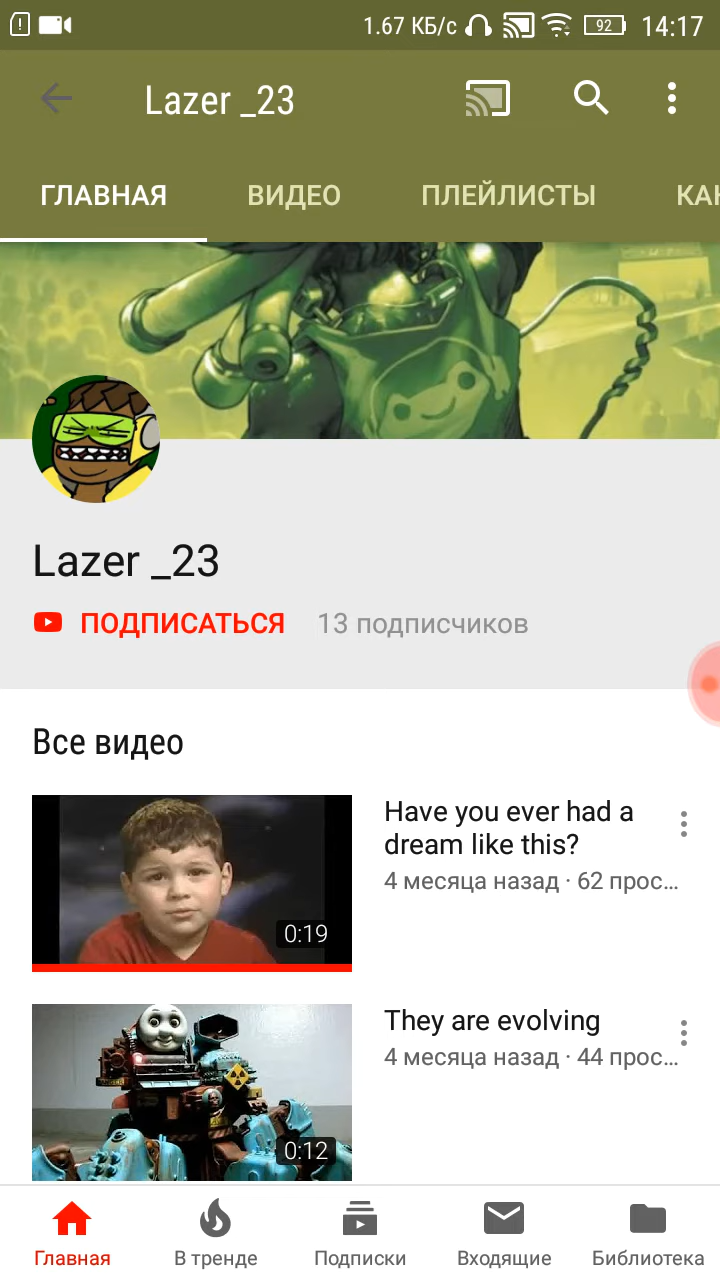 1.67 КБ/с 92 14:17
Lazer _23
ГЛАВНАЯ ВИДЕО ПЛЕЙЛИСТЫ КАН
Lazer _23
ПОДПИСАТЬСЯ 13 подписчиков
Все видео
Have you ever had a
dream like this?
4 месяца назад · 62 прос...
0:19
They are evolving
4 месяца назад · 44 прос...
0:12
Главная В тренде Подписки Входящие Библиотека